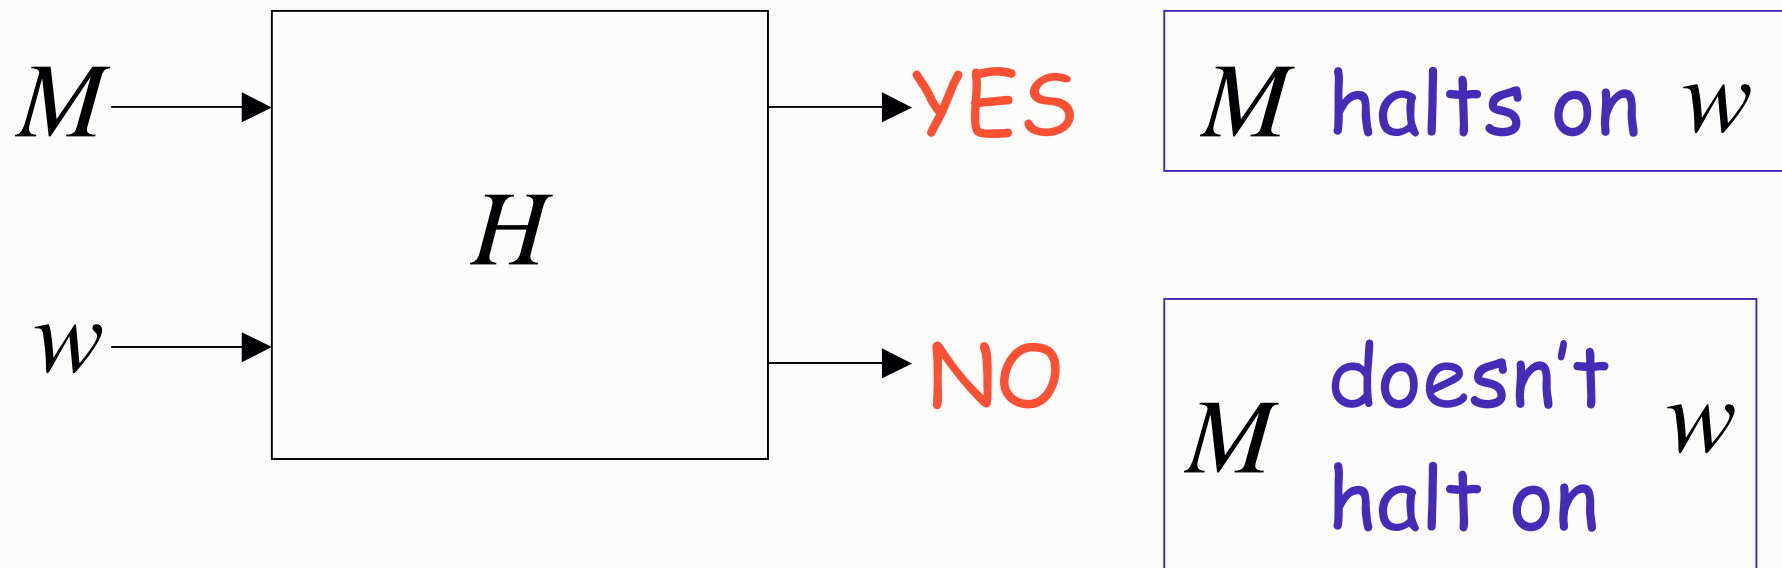 M
YES
M halts on w
H
w
NO
M doesn't halt on w